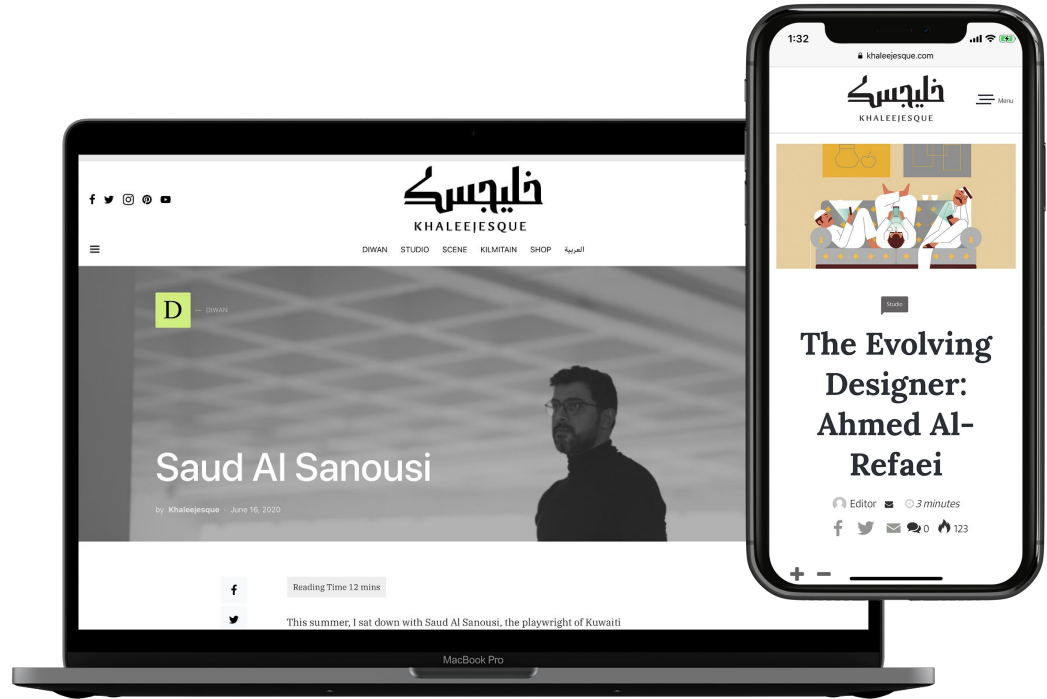 خليجسك
KHALEEJESQUE
DIWAN STUDIO SCENE KILMITAIN SHOP العربية
D — DIWAN
Saud Al Sanousi
by Khaleejesque - June 16, 2020
Reading Time 12 mins
This summer, I sat down with Saud Al Sanousi, the playwright of Kuwaiti
MacBook Pro
1:32
khaleejesque.com
خليجسك
KHALEEJESQUE
Menu
Studio
The Evolving
Designer:
Ahmed Al-
Refaei
Editor 3 minutes
0 123